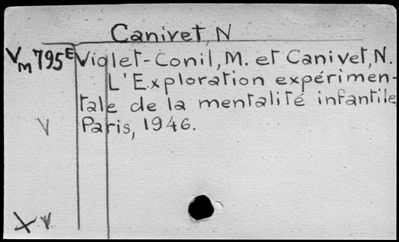 Canivet, N
Vm 795E Violet-Conil, M. et Canivet, N.
L'Exploration expérimen-
tale de la mentalité infantile
V Paris, 1946.
X V